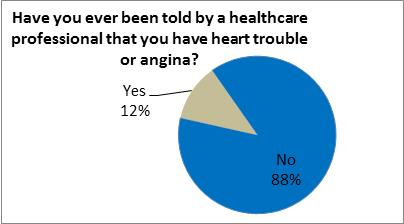 Have you ever been told by a healthcare
professional that you have heart trouble
or angina?
Yes
12%
No
88%